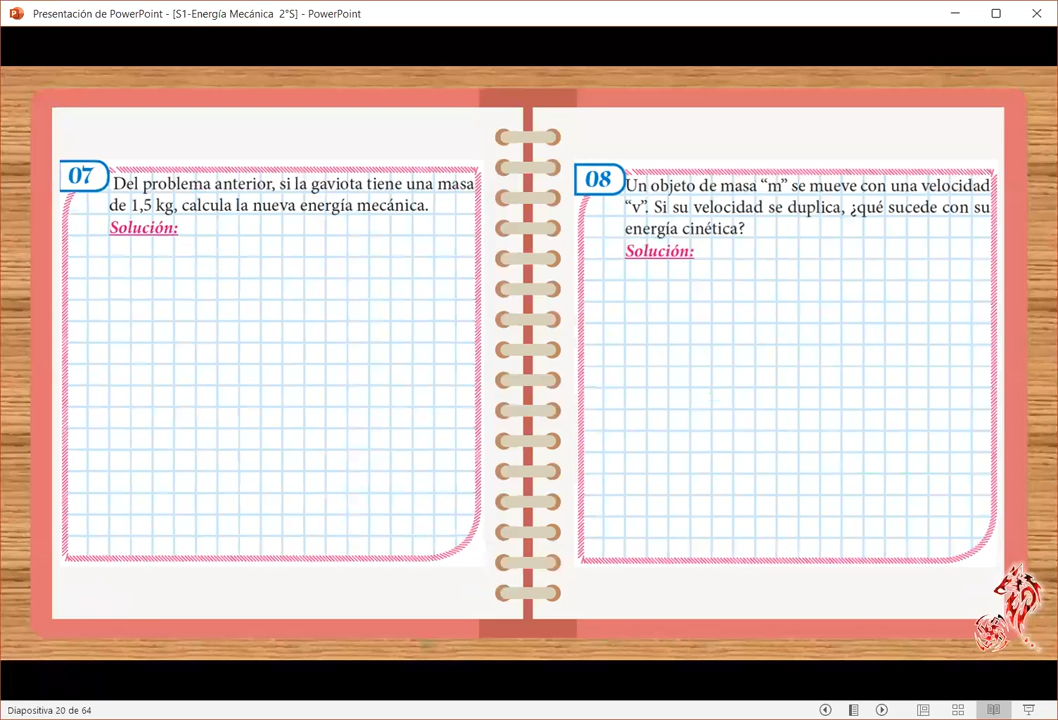 Presentación de PowerPoint - [S1-Energía Mecánica 2°S] - PowerPoint
07
Del problema anterior, si la gaviota tiene una masa
de 1,5 kg, calcula la nueva energía mecánica.
Solución:
08
Un objeto de masa “m” se mueve con una velocidad
“v”. Si su velocidad se duplica, ¿qué sucede con su
energía cinética?
Solución:
Diapositiva 20 de 64